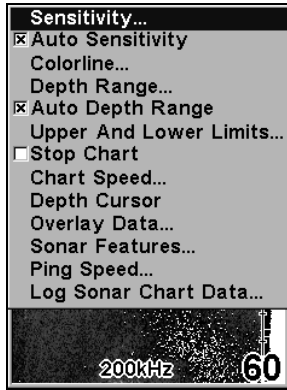 Sensitivity...
Auto Sensitivity
Colorline...
Depth Range...
Auto Depth Range
Upper And Lower Limits...
Stop Chart
Chart Speed...
Depth Cursor
Overlay Data...
Sonar Features...
Ping Speed...
Log Sonar Chart Data...
200kHz
60